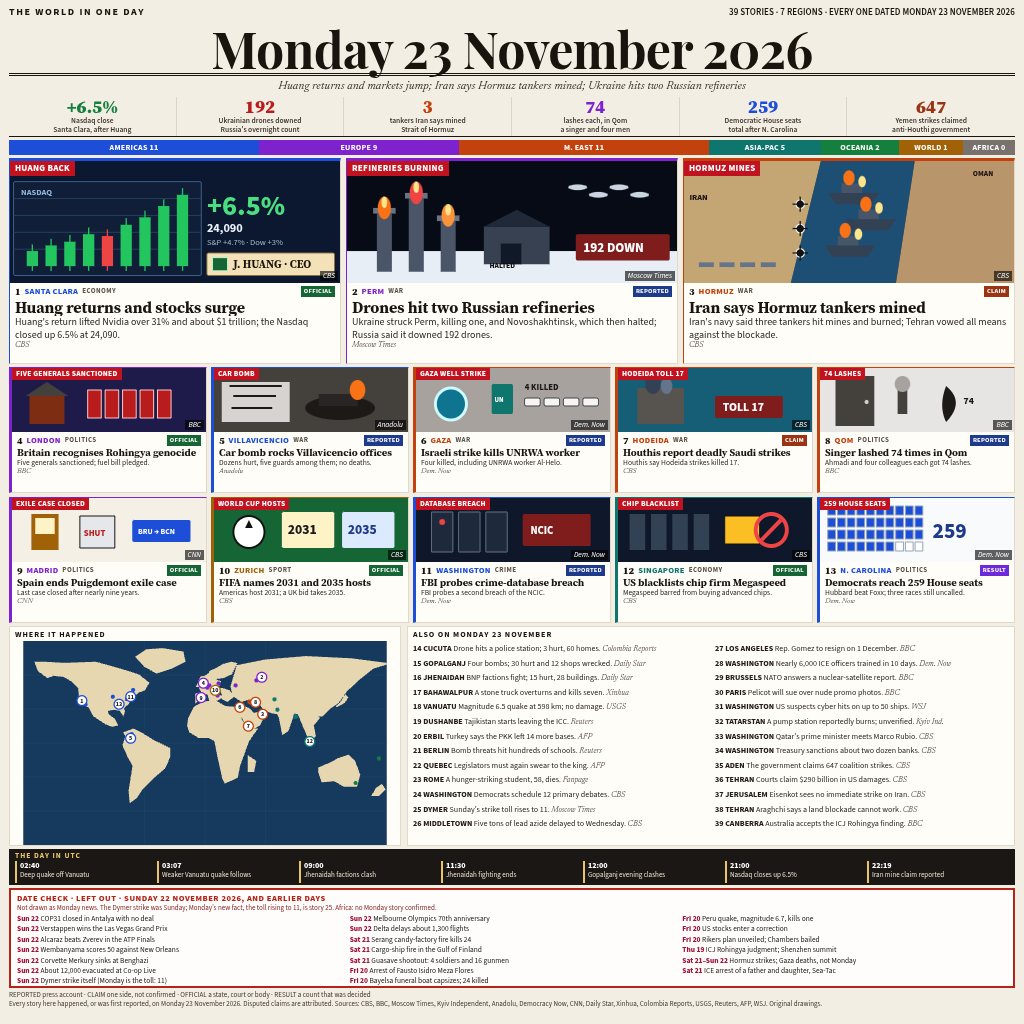 THE WORLD IN ONE DAY
39 STORIES · 7 REGIONS · EVERY ONE DATED MONDAY 23 NOVEMBER 2026
Monday 23 November 2026
Huang returns and markets jump; Iran says Hormuz tankers mined; Ukraine hits two Russian refineries
+6.5%
Nasdaq close
Santa Clara, after Huang
192
Ukrainian drones downed
Russia's overnight count
3
tankers Iran says mined
Strait of Hormuz
74
lashes each, in Qom
a singer and four men
259
Democratic House seats
total after N. Carolina
647
Yemen strikes claimed
anti-Houthi government
AMERICAS 11
EUROPE 9
M. EAST 11
ASIA-PAC 5
OCEANIA 2
WORLD 1
AFRICA 0
HUANG BACK
NASDAQ
+6.5%
24,090
S&P +4.7% · Dow +3%
J. HUANG · CEO
CBS
1 SANTA CLARA ECONOMY
OFFICIAL
Huang returns and stocks surge
Huang's return lifted Nvidia over 31% and about $1 trillion; the Nasdaq
closed up 6.5% at 24,090.
CBS
REFINERIES BURNING
192 DOWN
HALTED
Moscow Times
2 PERM WAR
REPORTED
Drones hit two Russian refineries
Ukraine struck Perm, killing one, and Novoshakhtinsk, which then halted;
Russia said it downed 192 drones.
Moscow Times
HORMUZ MINES
IRAN
OMAN
CBS
3 HORMUZ WAR
CLAIM
Iran says Hormuz tankers mined
Iran's navy said three tankers hit mines and burned; Tehran vowed all means
against the blockade.
CBS
FIVE GENERALS SANCTIONED
BBC
4 LONDON POLITICS
OFFICIAL
Britain recognises Rohingya genocide
Five generals sanctioned; fuel bill pledged.
BBC
CAR BOMB
Anadolu
5 VILLAVICENCIO WAR
REPORTED
Car bomb rocks Villavicencio offices
Dozens hurt, five guards among them; no deaths.
Anadolu
GAZA WELL STRIKE
UN
4 KILLED
Dem. Now
6 GAZA WAR
REPORTED
Israeli strike kills UNRWA worker
Four killed, including UNRWA worker Al-Helo.
Dem. Now
HODEIDA TOLL 17
TOLL 17
CBS
7 HODEIDA WAR
CLAIM
Houthis report deadly Saudi strikes
Houthis say Hodeida strikes killed 17.
CBS
74 LASHES
74
BBC
8 QOM POLITICS
REPORTED
Singer lashed 74 times in Qom
Ahmadi and four colleagues each got 74 lashes.
BBC
EXILE CASE CLOSED
SHUT
BRU → BCN
CNN
9 MADRID POLITICS
OFFICIAL
Spain ends Puigdemont exile case
Last case closed after nearly nine years.
CNN
WORLD CUP HOSTS
2031
2035
CBS
10 ZURICH SPORT
OFFICIAL
FIFA names 2031 and 2035 hosts
Americas host 2031; a UK bid takes 2035.
CBS
DATABASE BREACH
NCIC
Dem. Now
11 WASHINGTON CRIME
REPORTED
FBI probes crime-database breach
FBI probes a second breach of the NCIC.
Dem. Now
CHIP BLACKLIST
CBS
12 SINGAPORE ECONOMY
OFFICIAL
US blacklists chip firm Megaspeed
Megaspeed barred from buying advanced chips.
CBS
259 HOUSE SEATS
259
Dem. Now
13 N. CAROLINA POLITICS
RESULT
Democrats reach 259 House seats
Hubbard beat Foxx; three races still uncalled.
Dem. Now
WHERE IT HAPPENED
1
13
11
5
4
9
10
2
6
8
3
7
12
ALSO ON MONDAY 23 NOVEMBER
14 CUCUTA Drone hits a police station; 3 hurt, 60 homes. Colombia Reports
15 GOPALGANJ Four bombs; 30 hurt and 12 shops wrecked. Daily Star
16 JHENAIDAH BNP factions fight; 15 hurt, 28 buildings. Daily Star
17 BAHAWALPUR A stone truck overturns and kills seven. Xinhua
18 VANUATU Magnitude 6.5 quake at 598 km; no damage. USGS
19 DUSHANBE Tajikistan starts leaving the ICC. Reuters
20 ERBIL Turkey says the PKK left 14 more bases. AFP
21 BERLIN Bomb threats hit hundreds of schools. Reuters
22 QUEBEC Legislators must again swear to the king. AFP
23 ROME A hunger-striking student, 58, dies. Fanpage
24 WASHINGTON Democrats schedule 12 primary debates. CBS
25 DYMER Sunday's strike toll rises to 11. Moscow Times
26 MIDDLETOWN Five tons of lead azide delayed to Wednesday. CBS
27 LOS ANGELES Rep. Gomez to resign on 1 December. BBC
28 WASHINGTON Nearly 6,000 ICE officers trained in 10 days. Dem. Now
29 BRUSSELS NATO answers a nuclear-satellite report. BBC
30 PARIS Pelicot will sue over nude promo photos. BBC
31 WASHINGTON US suspects cyber hits on up to 50 ships. WSJ
32 TATARSTAN A pump station reportedly burns; unverified. Kyiv Ind.
33 WASHINGTON Qatar's prime minister meets Marco Rubio. CBS
34 WASHINGTON Treasury sanctions about two dozen banks. CBS
35 ADEN The government claims 647 coalition strikes. CBS
36 TEHRAN Courts claim $290 billion in US damages. CBS
37 JERUSALEM Eisenkot sees no immediate strike on Iran. CBS
38 TEHRAN Araghchi says a land blockade cannot work. CBS
39 CANBERRA Australia accepts the ICJ Rohingya finding. BBC
THE DAY IN UTC
02:40
Deep quake off Vanuatu
03:07
Weaker Vanuatu quake follows
09:00
Jhenaidah factions clash
11:30
Jhenaidah fighting ends
12:00
Gopalganj evening clashes
21:00
Nasdaq closes up 6.5%
22:19
Iran mine claim reported
DATE CHECK · LEFT OUT · SUNDAY 22 NOVEMBER 2026, AND EARLIER DAYS
Not drawn as Monday news. The Dymer strike was Sunday; Monday's new fact, the toll rising to 11, is story 25. Africa: no Monday story confirmed.
Sun 22 COP31 closed in Antalya with no deal
Sun 22 Verstappen wins the Las Vegas Grand Prix
Sun 22 Alcaraz beats Zverev in the ATP Finals
Sun 22 Wembanyama scores 50 against New Orleans
Sun 22 Corvette Merkury sinks at Benghazi
Sun 22 About 12,000 evacuated at Co-op Live
Sun 22 Dymer strike itself (Monday is the toll: 11)
Sun 22 Melbourne Olympics 70th anniversary
Sun 22 Delta delays about 1,300 flights
Sat 21 Serang candy-factory fire kills 24
Sat 21 Cargo-ship fire in the Gulf of Finland
Sat 21 Guasave shootout: 4 soldiers and 16 gunmen
Fri 20 Arrest of Fausto Isidro Meza Flores
Fri 20 Bayelsa funeral boat capsizes; 24 killed
Fri 20 Peru quake, magnitude 6.7, kills one
Fri 20 US stocks enter a correction
Fri 20 Rikers plan unveiled; Chambers bailed
Thu 19 ICJ Rohingya judgment; Shenzhen summit
Sat 21–Sun 22 Hormuz strikes; Gaza deaths, not Monday
Sat 21 ICE arrest of a father and daughter, Sea-Tac
REPORTED press account · CLAIM one side, not confirmed · OFFICIAL a state, court or body · RESULT a count that was decided
Every story here happened, or was first reported, on Monday 23 November 2026. Disputed claims are attributed. Sources: CBS, BBC, Moscow Times, Kyiv Independent, Anadolu, Democracy Now, CNN, Daily Star, Xinhua, Colombia Reports, USGS, Reuters, AFP, WSJ. Original drawings.